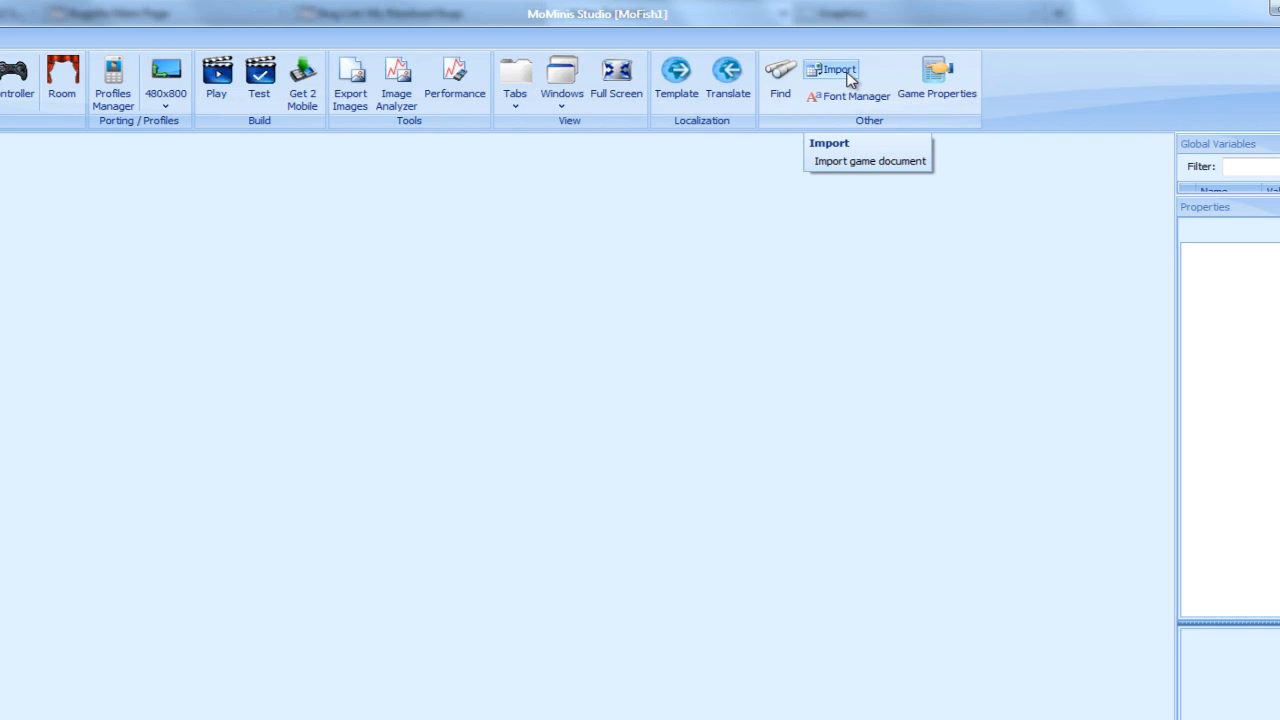 MoMinis Studio [MoFish1]
ntroller
Room
Profiles
Manager
480x800
Play
Test
Get 2
Mobile
Export
Images
Image
Analyzer
Performance
Tabs
Windows
Full Screen
Template
Translate
Find
Import
Font Manager
Game Properties
Porting / Profiles
Build
Tools
View
Localization
Other
Import
Import game document
Global Variables
Filter:
Name
Properties